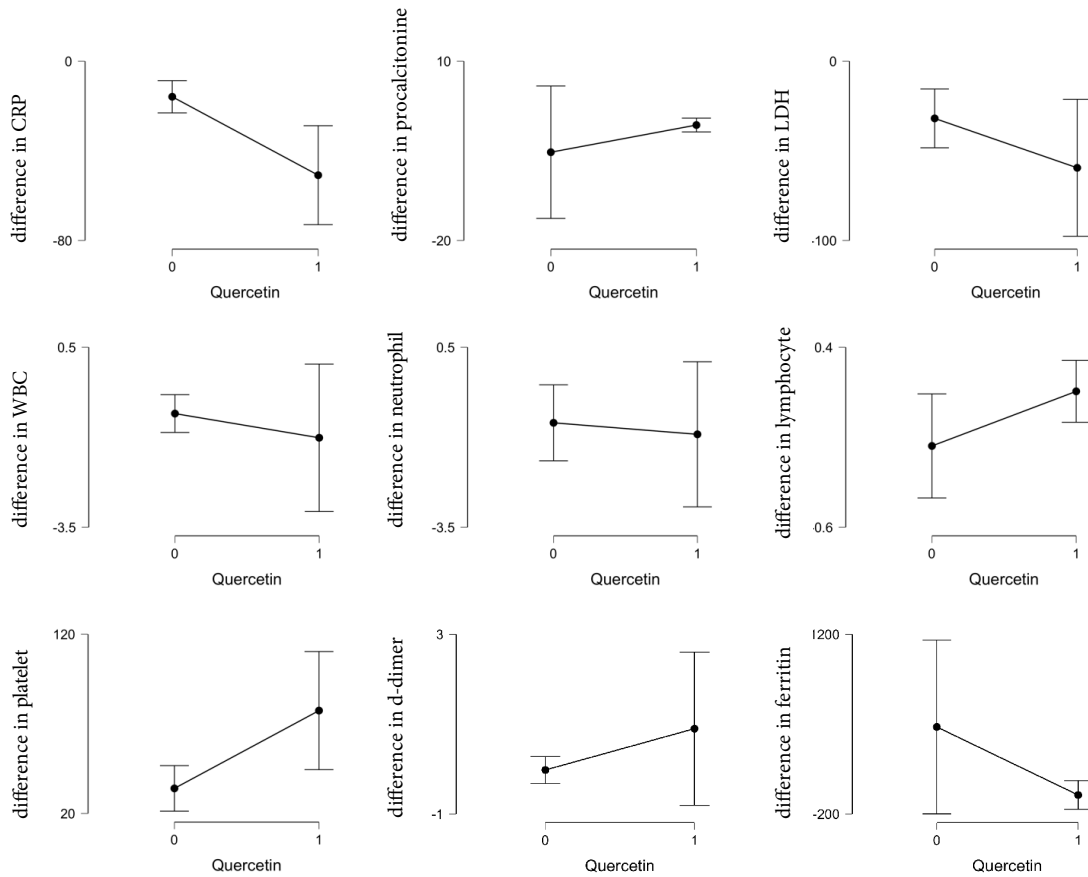 difference in CRP
0
-80
0 1
Quercetin
difference in procalcitonine
10
-20
0 1
Quercetin
difference in LDH
0
-100
0 1
Quercetin
difference in WBC
0.5
-3.5
0 1
Quercetin
difference in neutrophil
0.5
-3.5
0 1
Quercetin
difference in lymphocyte
0.4
-0.6
0 1
Quercetin
difference in platelet
120
20
0 1
Quercetin
difference in d-dimer
3
-1
0 1
Quercetin
difference in ferritin
1200
-200
0 1
Quercetin